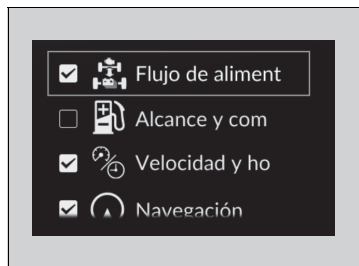 Flujo de aliment
Alcance y com
Velocidad y ho
Navegación